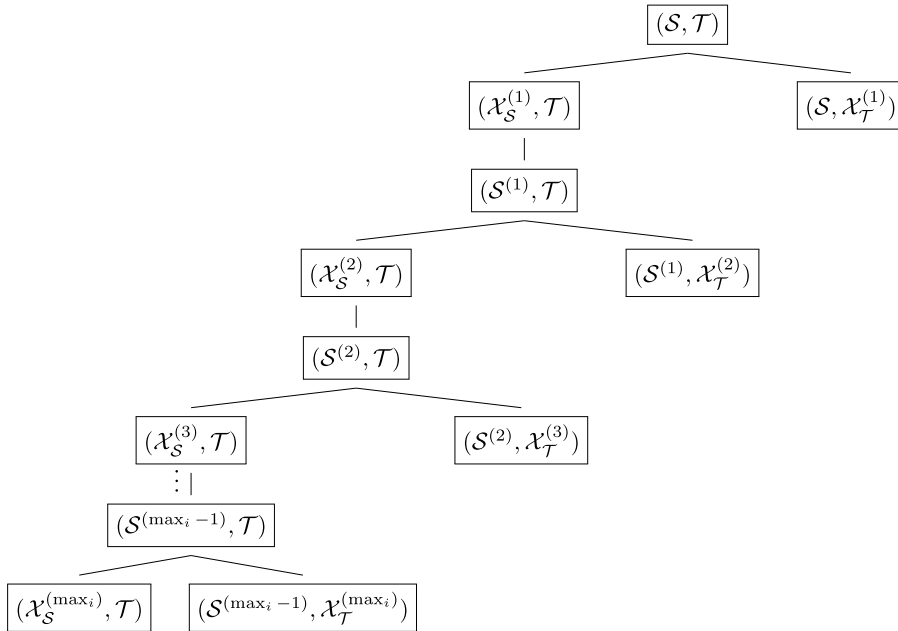 (𝒮, 𝒯)
(𝒳_𝒮^(1), 𝒯) (𝒮, 𝒳_𝒯^(1))
(𝒮^(1), 𝒯)
(𝒳_𝒮^(2), 𝒯) (𝒮^(1), 𝒳_𝒯^(2))
(𝒮^(2), 𝒯)
(𝒳_𝒮^(3), 𝒯) (𝒮^(2), 𝒳_𝒯^(3))
⋮
(𝒮^(max_i −1), 𝒯)
(𝒳_𝒮^(max_i), 𝒯) (𝒮^(max_i −1), 𝒳_𝒯^(max_i))